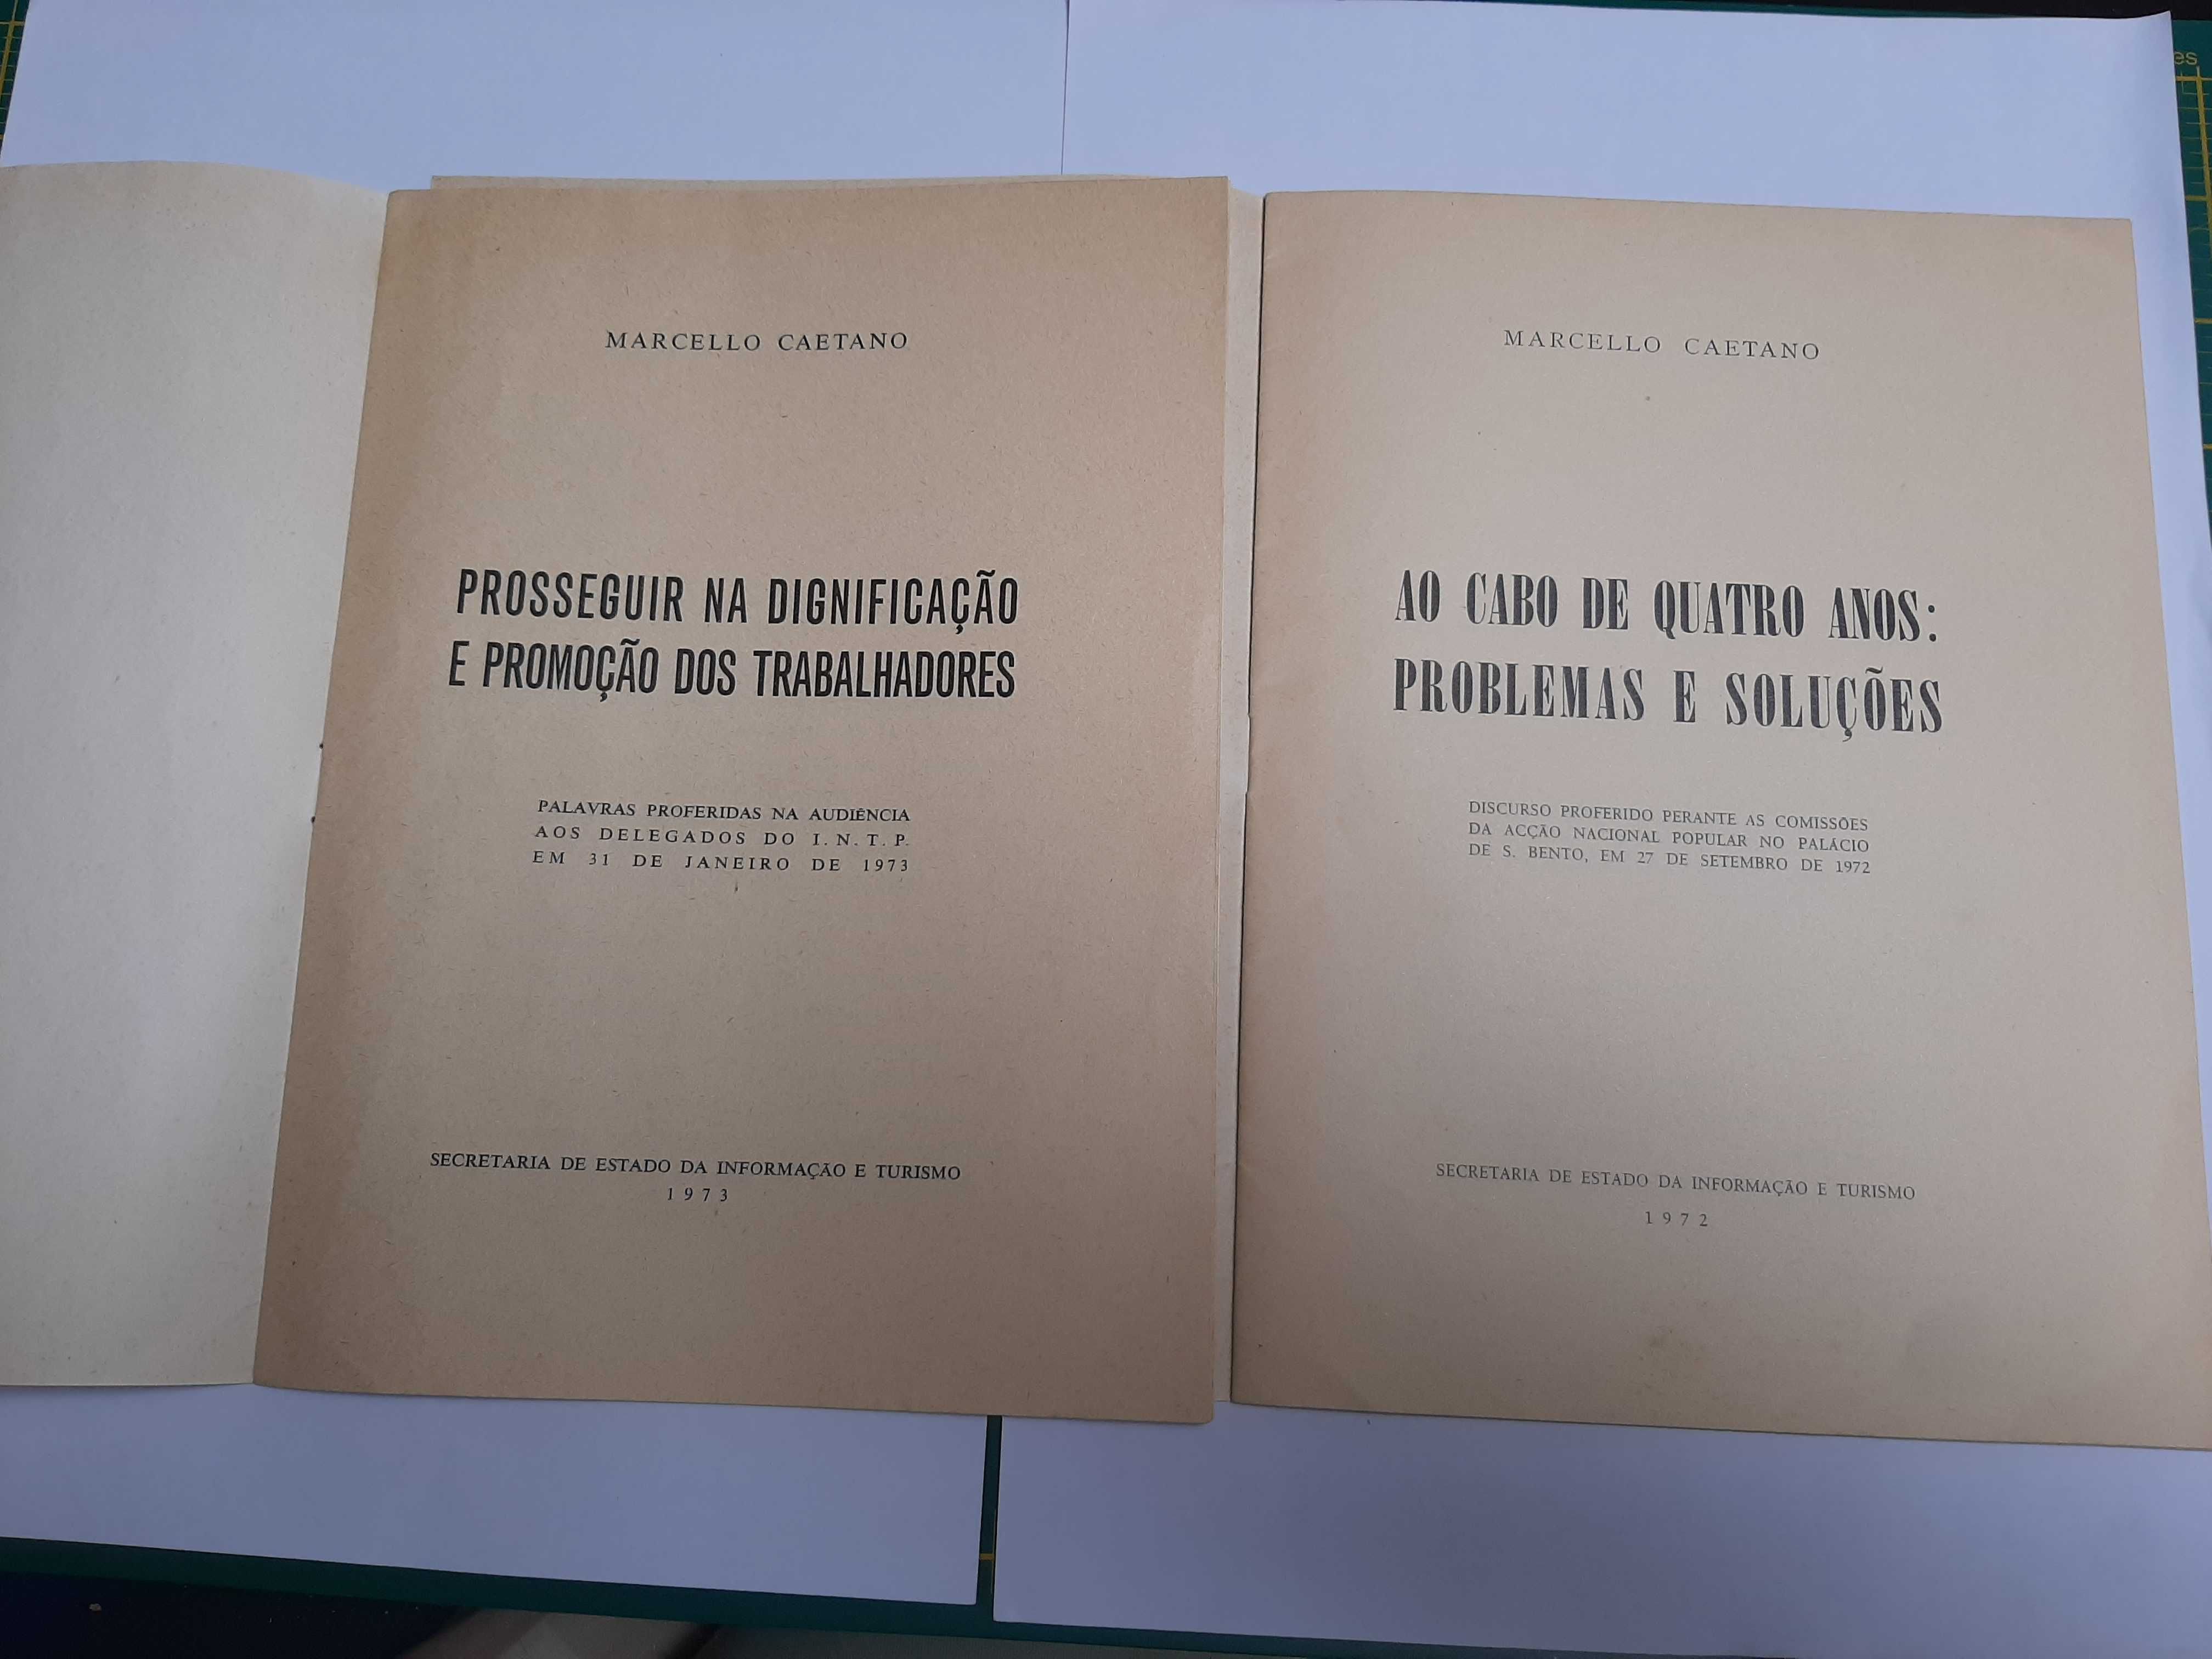 MARCELLO CAETANO
PROSSEGUIR NA DIGNIFICAÇÃO
E PROMOÇÃO DOS TRABALHADORES
PALAVRAS PROFERIDAS NA AUDIÊNCIA
AOS DELEGADOS DO I. N. T. P.
EM 31 DE JANEIRO DE 1973
SECRETARIA DE ESTADO DA INFORMAÇÃO E TURISMO
1973
MARCELLO CAETANO
AO CABO DE QUATRO ANOS:
PROBLEMAS E SOLUÇÕES
DISCURSO PROFERIDO PERANTE AS COMISSÕES
DA ACÇÃO NACIONAL POPULAR NO PALÁCIO
DE S. BENTO, EM 27 DE SETEMBRO DE 1972
SECRETARIA DE ESTADO DA INFORMAÇÃO E TURISMO
1972